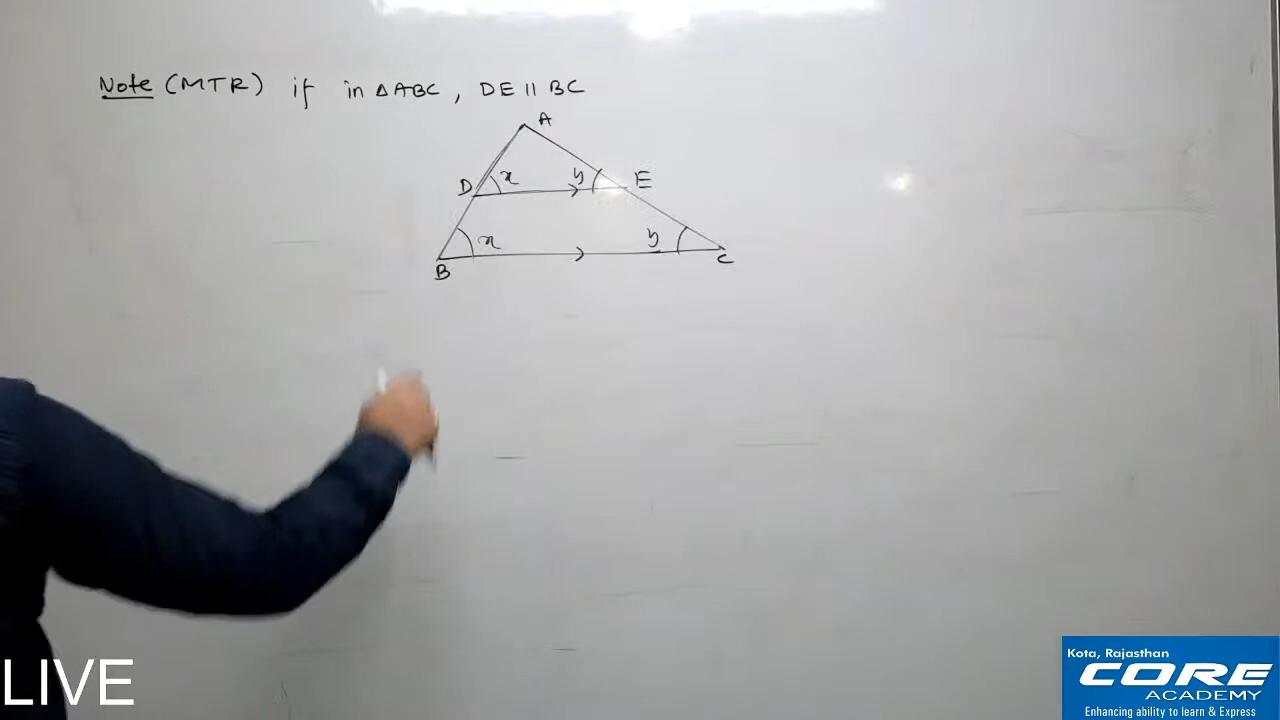 Note (MTR) if in △ABC, DE || BC
A
D x y E
x y
B C
LIVE
Kota, Rajasthan
CORE
ACADEMY
Enhancing ability to learn & Express